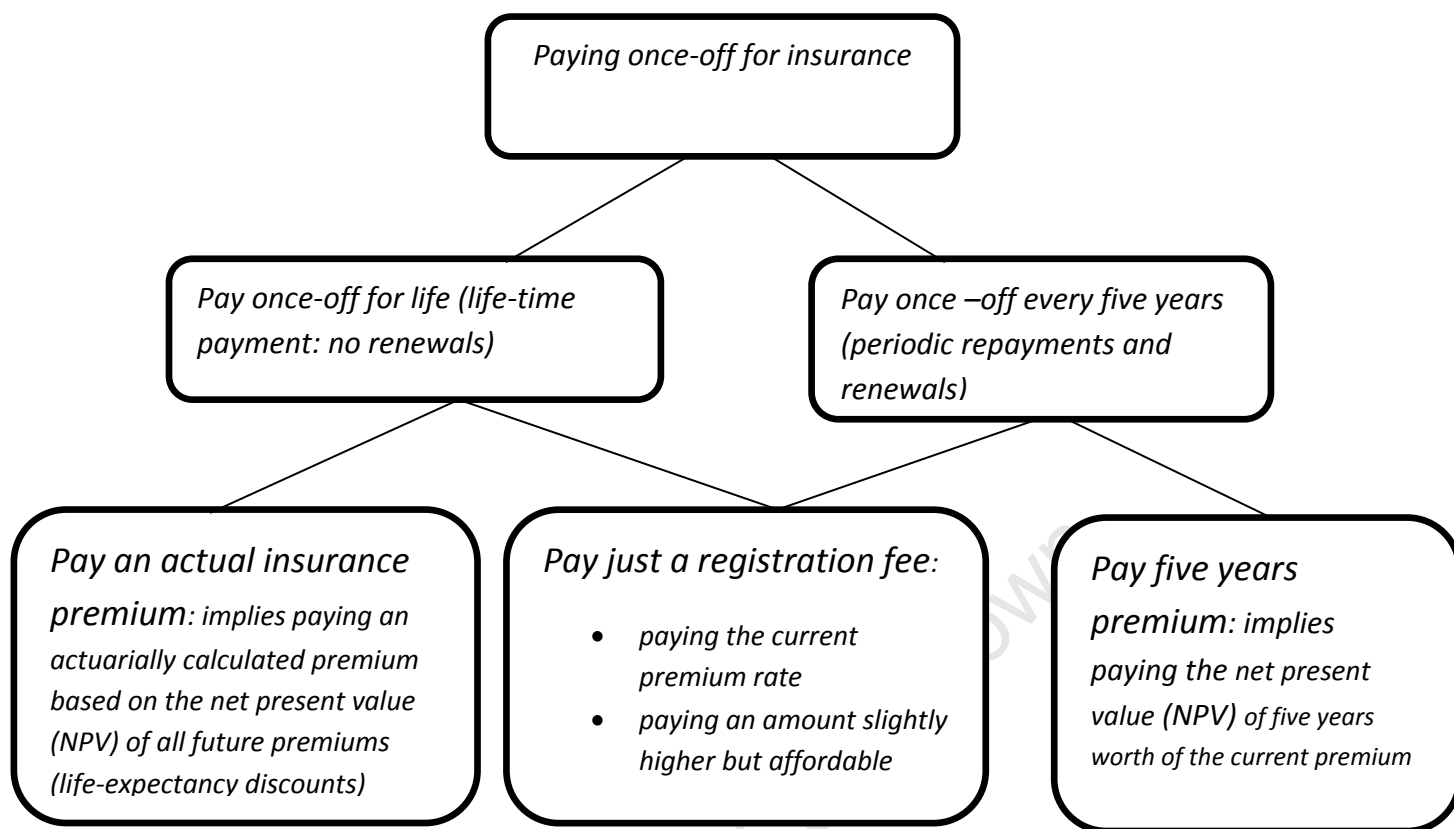 Paying once-off for insurance
Pay once-off for life (life-time
payment: no renewals)
Pay once –off every five years
(periodic repayments and
renewals)
Pay an actual insurance
premium: implies paying an
actuarially calculated premium
based on the net present value
(NPV) of all future premiums
(life-expectancy discounts)
Pay just a registration fee:
• paying the current
premium rate
• paying an amount slightly
higher but affordable
Pay five years
premium: implies
paying the net present
value (NPV) of five years
worth of the current premium